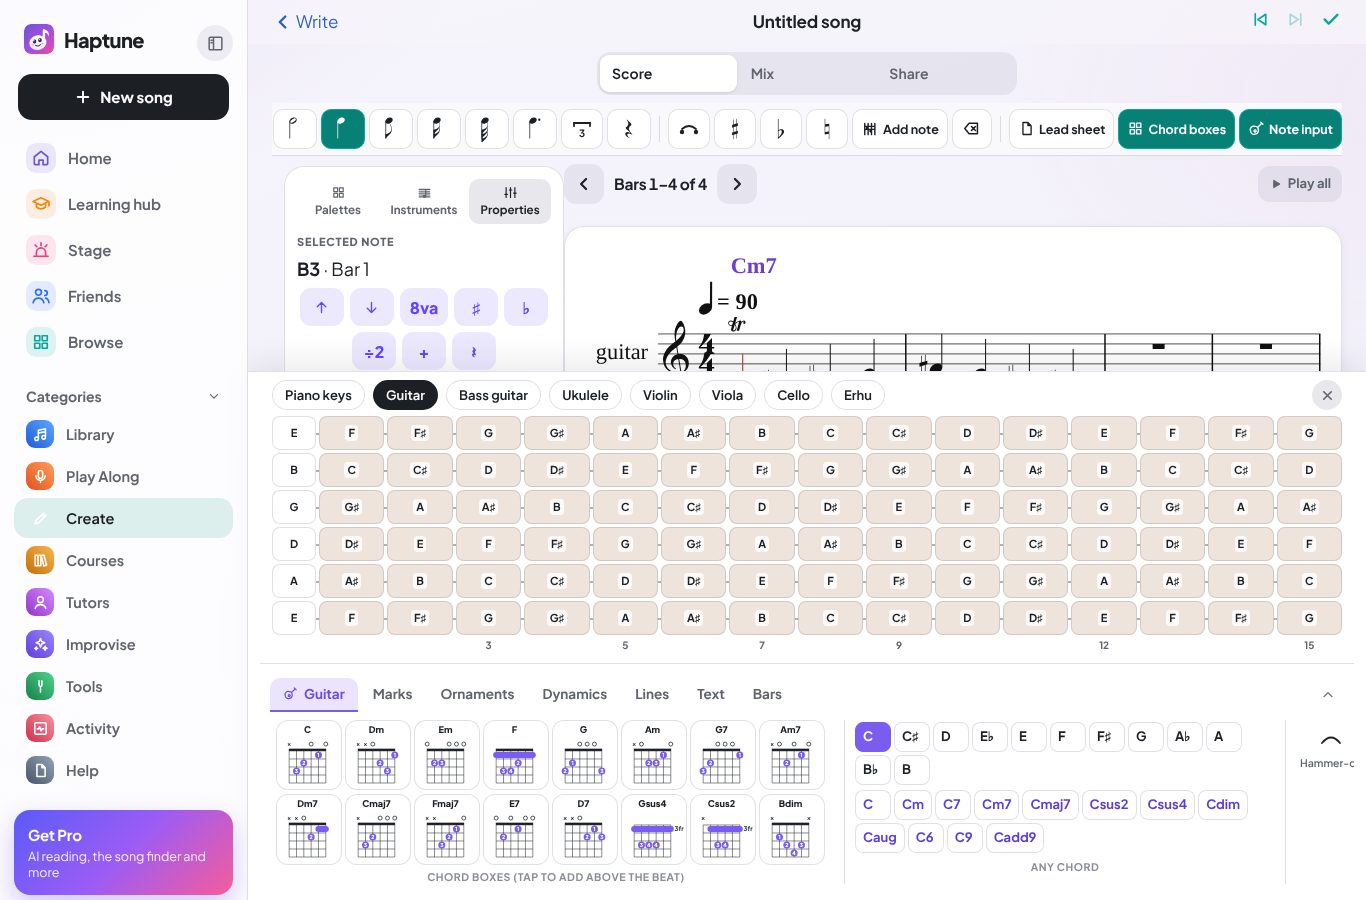 Haptune
New song
Home
Learning hub
Stage
Friends
Browse
Categories
Library
Play Along
Create
Courses
Tutors
Improvise
Tools
Activity
Help
Get Pro
AI reading, the song finder and
more
Write
Untitled song
Score Mix Share
3 Add note Lead sheet Chord boxes Note input
Palettes Instruments Properties
SELECTED NOTE
B3 · Bar 1
↑ ↓ 8va ♯ ♭
÷2 +
Bars 1–4 of 4
Play all
Cm7
= 90
tr
guitar
Piano keys Guitar Bass guitar Ukulele Violin Viola Cello Erhu
E F F♯ G G♯ A A♯ B C C♯ D D♯ E F F♯ G
B C C♯ D D♯ E F F♯ G G♯ A A♯ B C C♯ D
G G♯ A A♯ B C C♯ D D♯ E F F♯ G G♯ A A♯
D D♯ E F F♯ G G♯ A A♯ B C C♯ D D♯ E F
A A♯ B C C♯ D D♯ E F F♯ G G♯ A A♯ B C
E F F♯ G G♯ A A♯ B C C♯ D D♯ E F F♯ G
3 5 7 9 12 15
Guitar Marks Ornaments Dynamics Lines Text Bars
C Dm Em F G Am G7 Am7
Dm7 Cmaj7 Fmaj7 E7 D7 Gsus4 Csus2 Bdim
3fr 3fr
CHORD BOXES (TAP TO ADD ABOVE THE BEAT)
C C♯ D E♭ E F F♯ G A♭ A
B♭ B
C Cm C7 Cm7 Cmaj7 Csus2 Csus4 Cdim
Caug C6 C9 Cadd9
ANY CHORD
Hammer-o